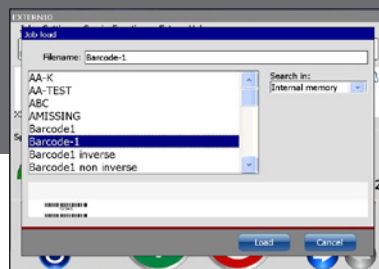 EXTERN10
Job load
Filename: Barcode-1
Search in:
Internal memory
AA-K
AA-TEST
ABC
AMISSING
Barcode1
Barcode-1
Barcode1 inverse
Barcode1 non inverse
Load
Cancel